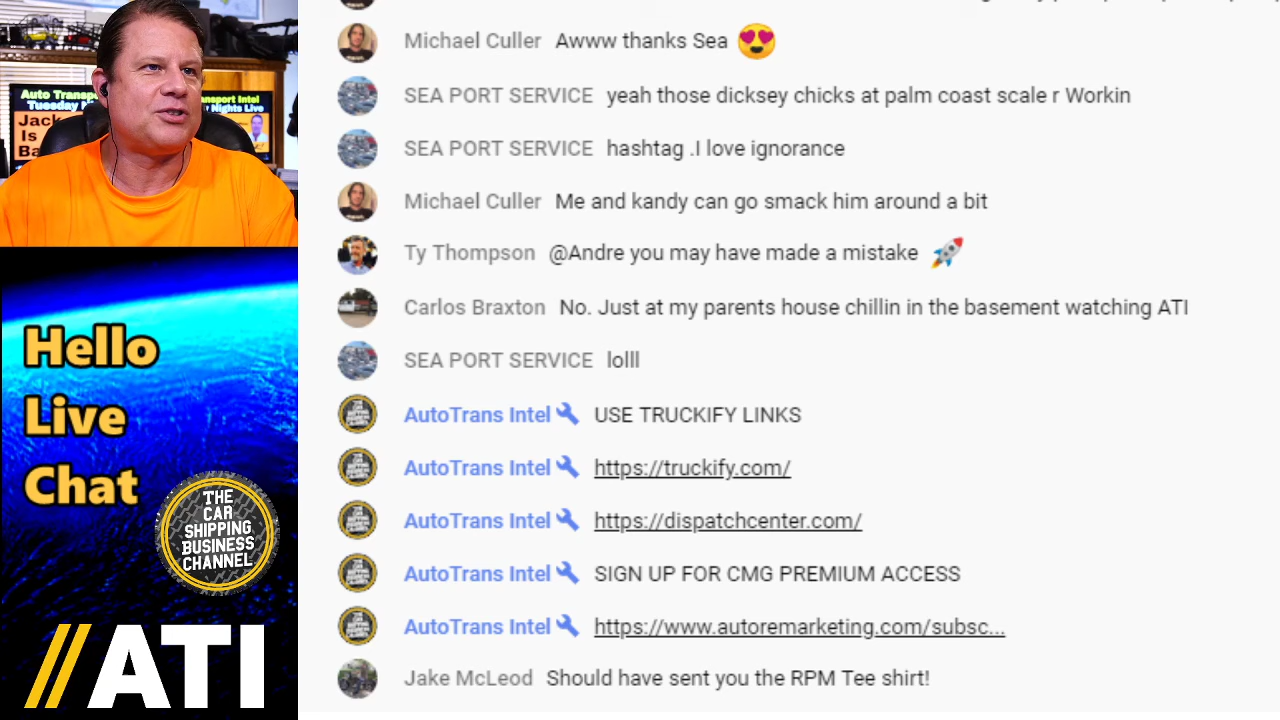 Auto Transp
Tuesday Ni
Jack
Is
Ba
ansport Intel
Nights Live
Hello
Live
Chat
THE
CAR
SHIPPING
BUSINESS
CHANNEL
//ATI
Michael Culler Awww thanks Sea 😍
SEA PORT SERVICE yeah those dicksey chicks at palm coast scale r Workin
SEA PORT SERVICE hashtag .I love ignorance
Michael Culler Me and kandy can go smack him around a bit
Ty Thompson @Andre you may have made a mistake 🚀
Carlos Braxton No. Just at my parents house chillin in the basement watching ATI
SEA PORT SERVICE lolll
AutoTrans Intel USE TRUCKIFY LINKS
AutoTrans Intel https://truckify.com/
AutoTrans Intel https://dispatchcenter.com/
AutoTrans Intel SIGN UP FOR CMG PREMIUM ACCESS
AutoTrans Intel https://www.autoremarketing.com/subsc...
Jake McLeod Should have sent you the RPM Tee shirt!